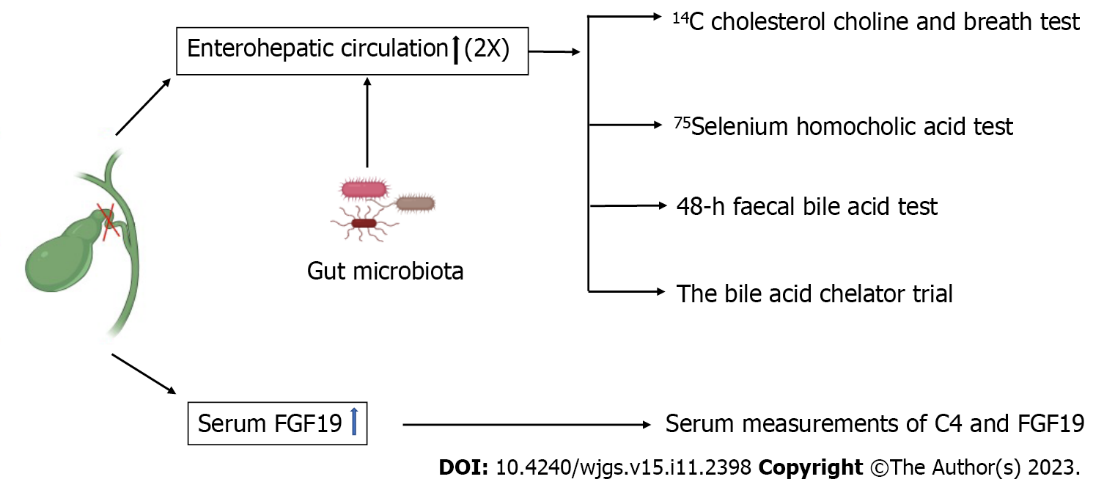 Enterohepatic circulation↑(2X)
¹⁴C cholesterol choline and breath test
⁷⁵Selenium homocholic acid test
48-h faecal bile acid test
Gut microbiota
The bile acid chelator trial
Serum FGF19↑
Serum measurements of C4 and FGF19
DOI: 10.4240/wjgs.v15.i11.2398 Copyright ©The Author(s) 2023.